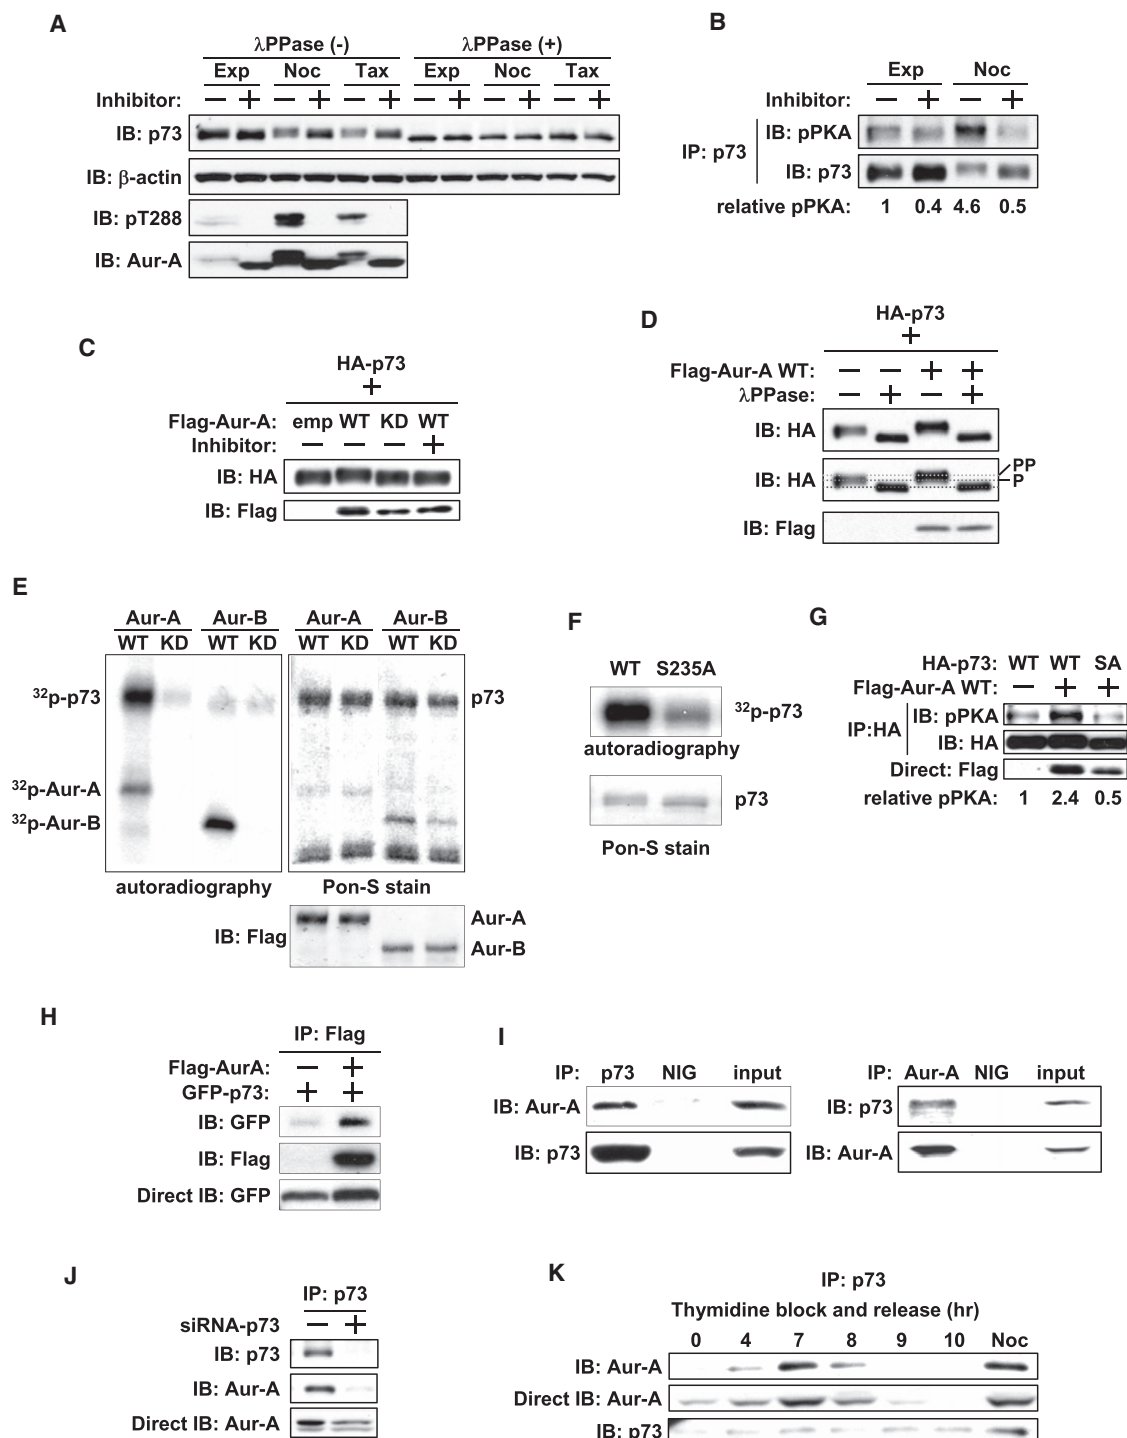 A
λPPase (-) λPPase (+)
Exp Noc Tax Exp Noc Tax
Inhibitor: — + — + — + — + — + — +
IB: p73
IB: β-actin
IB: pT288
IB: Aur-A
B
Exp Noc
Inhibitor: — + — +
IP: p73
IB: pPKA
IB: p73
relative pPKA: 1 0.4 4.6 0.5
C
HA-p73
+
Flag-Aur-A: emp WT KD WT
Inhibitor: — — — +
IB: HA
IB: Flag
D
HA-p73
+
Flag-Aur-A WT: — — + +
λPPase: — + — +
IB: HA
IB: HA
PP
P
IB: Flag
E
Aur-A Aur-B Aur-A Aur-B
WT KD WT KD WT KD WT KD
³²p-p73
p73
³²p-Aur-A
³²p-Aur-B
autoradiography Pon-S stain
IB: Flag
Aur-A
Aur-B
F
WT S235A
³²p-p73
autoradiography
p73
Pon-S stain
G
HA-p73: WT WT SA
Flag-Aur-A WT: — + +
IP:HA
IB: pPKA
IB: HA
Direct: Flag
relative pPKA: 1 2.4 0.5
H
IP: Flag
Flag-AurA: — +
GFP-p73: + +
IB: GFP
IB: Flag
Direct IB: GFP
I
IP: p73 NIG input
IB: Aur-A
IB: p73
IP: Aur-A NIG input
IB: p73
IB: Aur-A
J
IP: p73
siRNA-p73 — +
IB: p73
IB: Aur-A
Direct IB: Aur-A
K
IP: p73
Thymidine block and release (hr)
0 4 7 8 9 10 Noc
IB: Aur-A
Direct IB: Aur-A
IB: p73